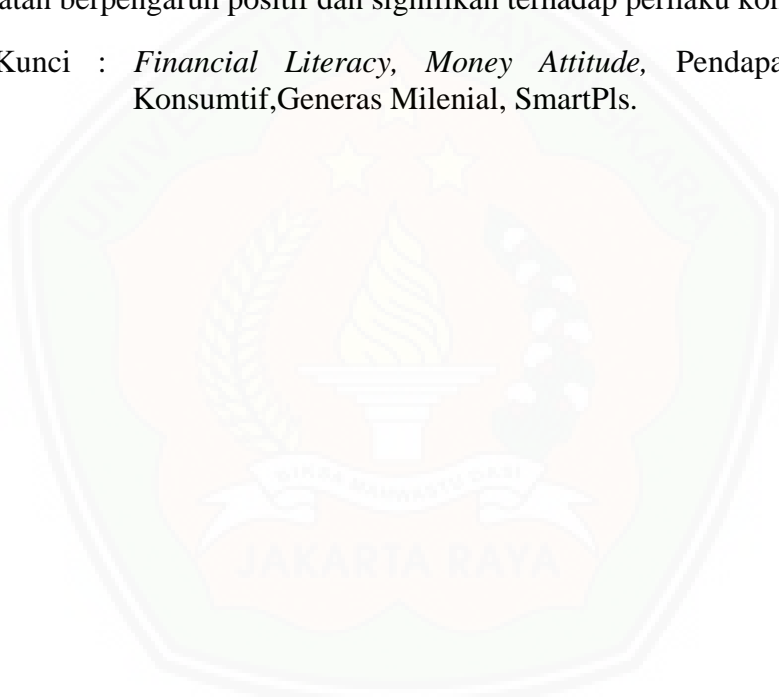 atan berpengaruh positif dan signifikan terhadap perilaku kon
Kunci : Financial Literacy, Money Attitude, Pendapa
Konsumtif,Generas Milenial, SmartPls.
JAKARTA RAYA